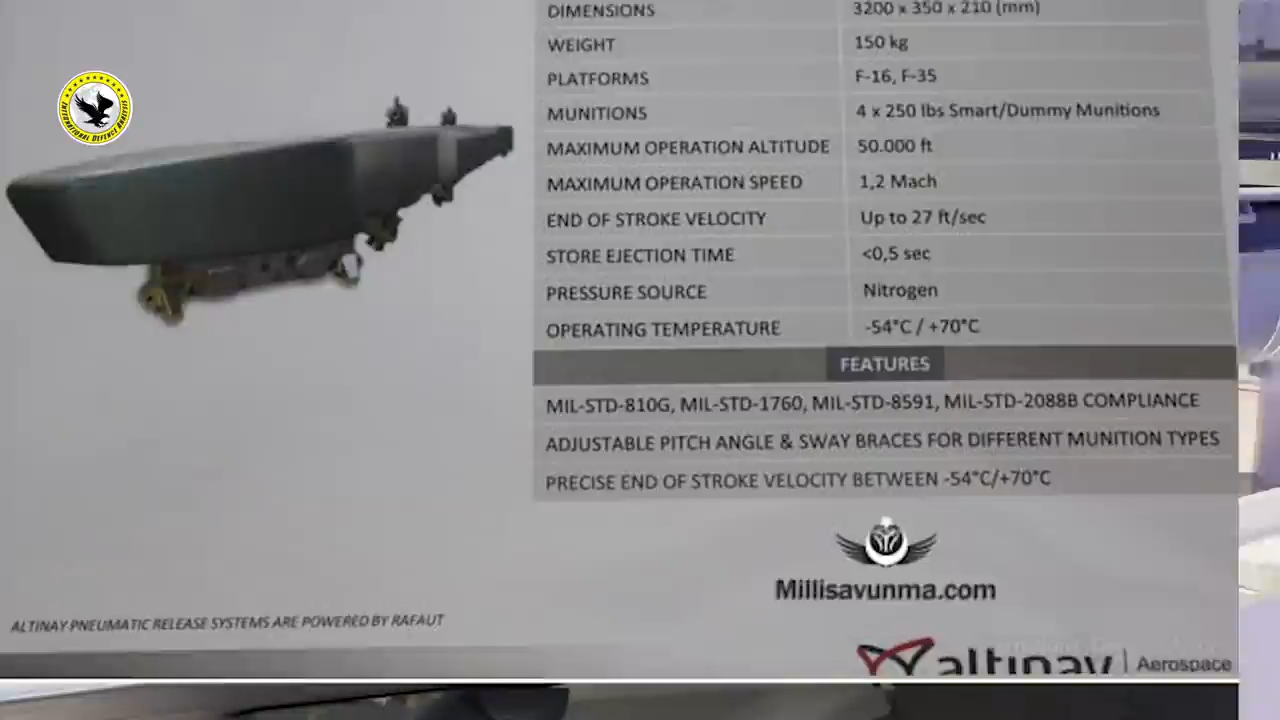 DIMENSIONS 3200 x 350 x 210 (mm)
WEIGHT 150 kg
PLATFORMS F-16, F-35
MUNITIONS 4 x 250 lbs Smart/Dummy Munitions
MAXIMUM OPERATION ALTITUDE 50.000 ft
MAXIMUM OPERATION SPEED 1,2 Mach
END OF STROKE VELOCITY Up to 27 ft/sec
STORE EJECTION TIME <0,5 sec
PRESSURE SOURCE Nitrogen
OPERATING TEMPERATURE -54°C / +70°C
FEATURES
MIL-STD-810G, MIL-STD-1760, MIL-STD-8591, MIL-STD-2088B COMPLIANCE
ADJUSTABLE PITCH ANGLE & SWAY BRACES FOR DIFFERENT MUNITION TYPES
PRECISE END OF STROKE VELOCITY BETWEEN -54°C/+70°C
INTERNATIONAL DEFENCE ANALYSIS
Millisavunma.com
ALTINAY PNEUMATIC RELEASE SYSTEMS ARE POWERED BY RAFAUT
altınay | Aerospace